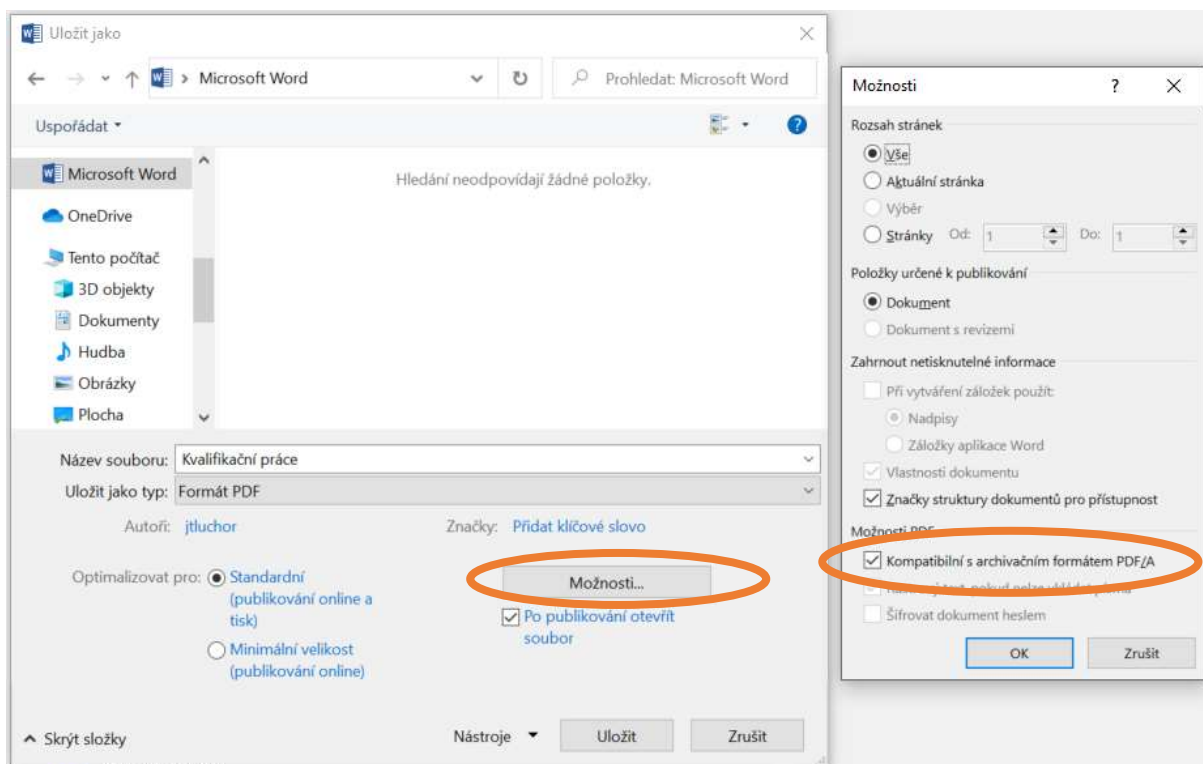 Uložit jako
Microsoft Word
Prohledat: Microsoft Word
Uspořádat
Microsoft Word
OneDrive
Tento počítač
3D objekty
Dokumenty
Hudba
Obrázky
Plocha
Hledání neodpovídají žádné položky.
Název souboru: Kvalifikační práce
Uložit jako typ: Formát PDF
Autoři: jtluchor
Značky: Přidat klíčové slovo
Optimalizovat pro:
Standardní
(publikování online a
tisk)
Minimální velikost
(publikování online)
Možnosti...
Po publikování otevřít
soubor
Skrýt složky
Nástroje
Uložit
Zrušit
Možnosti
?
Rozsah stránek
Vše
Aktuální stránka
Výběr
Stránky Od: 1 Do: 1
Položky určené k publikování
Dokument
Dokument s revizemi
Zahrnout netisknutelné informace
Při vytváření záložek použít:
Nadpisy
Záložky aplikace Word
Vlastnosti dokumentu
Značky struktury dokumentů pro přístupnost
Možnosti PDF
Kompatibilní s archivačním formátem PDF/A
Šifrovat dokument heslem
OK
Zrušit